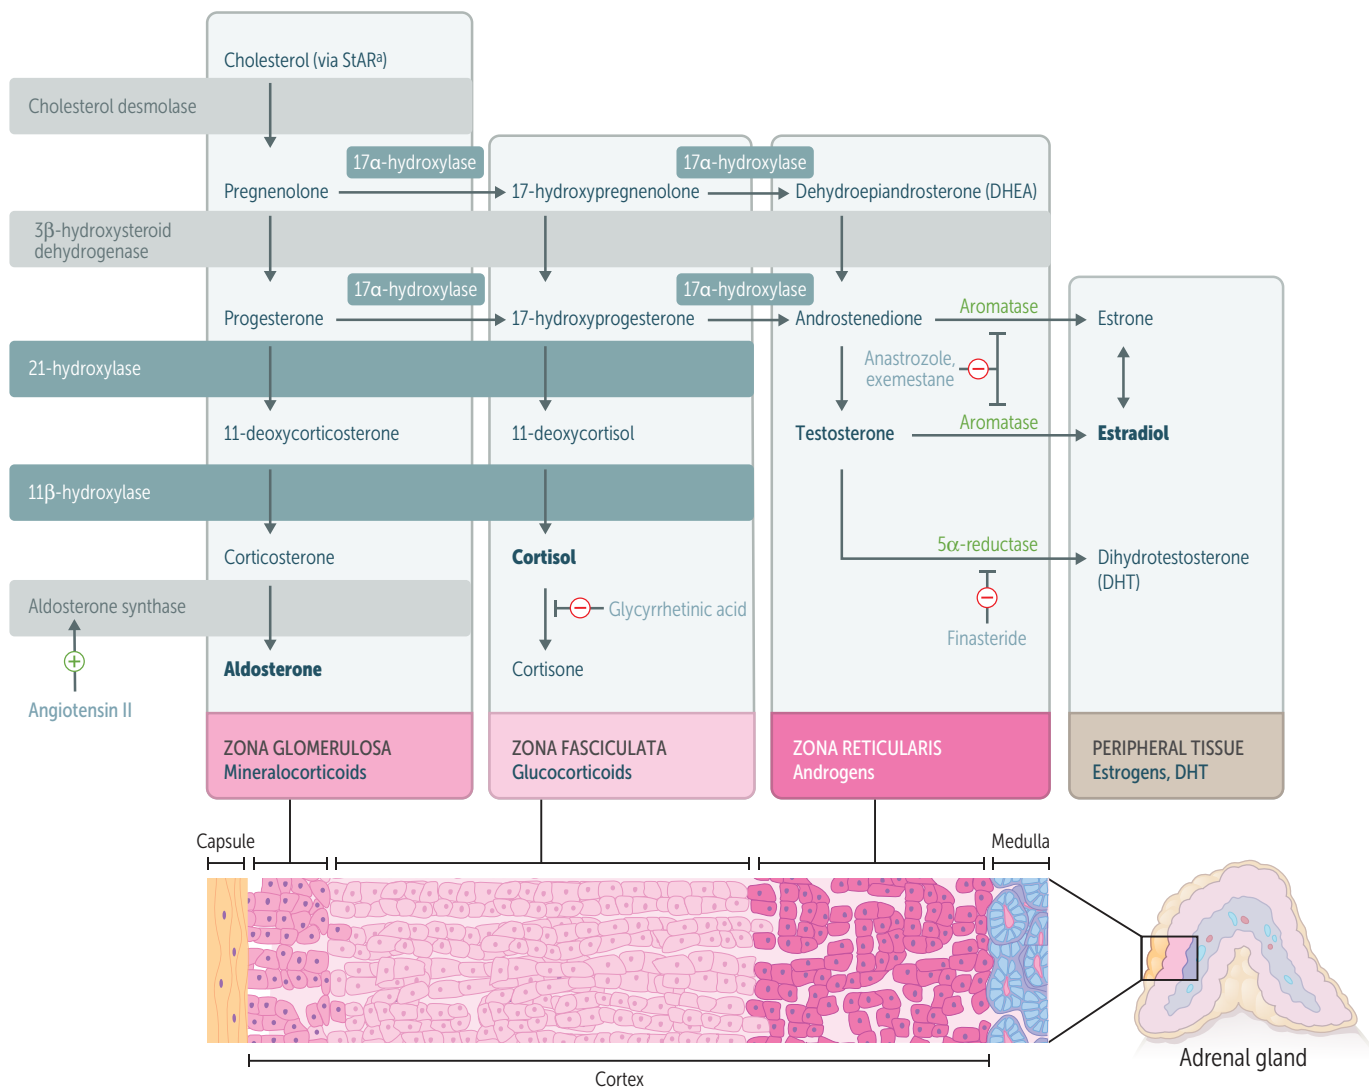 Cholesterol (via StARª)
Cholesterol desmolase
17α-hydroxylase
17α-hydroxylase
Pregnenolone
17-hydroxypregnenolone
Dehydroepiandrosterone (DHEA)
3β-hydroxysteroid
dehydrogenase
17α-hydroxylase
17α-hydroxylase
Aromatase
Progesterone
17-hydroxyprogesterone
Androstenedione
Estrone
21-hydroxylase
Anastrozole,
exemestane
Aromatase
11-deoxycorticosterone
11-deoxycortisol
Testosterone
Estradiol
11β-hydroxylase
5α-reductase
Corticosterone
Cortisol
Dihydrotestosterone
(DHT)
Aldosterone synthase
Glycyrrhetinic acid
Finasteride
Aldosterone
Cortisone
Angiotensin II
ZONA GLOMERULOSA
Mineralocorticoids
ZONA FASCICULATA
Glucocorticoids
ZONA RETICULARIS
Androgens
PERIPHERAL TISSUE
Estrogens, DHT
Capsule
Medulla
Adrenal gland
Cortex